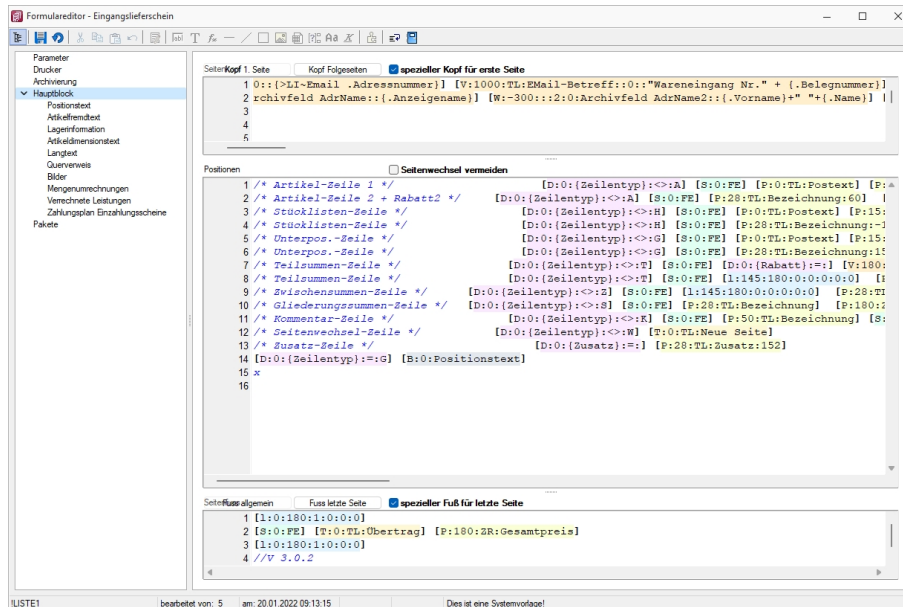 Formulareditor - Eingangslieferschein
Parameter
Drucker
Archivierung
Hauptblock
Positionstext
Artikelfremdtext
Lagerinformation
Artikeldimensionstext
Langtext
Querverweis
Bilder
Mengenumrechnungen
Verrechnete Leistungen
Zahlungsplan Einzahlungsscheine
Pakete
Kopf 1. Seite Kopf Folgeseiten spezieller Kopf für erste Seite
1 0::{>LI~Email .Adressnummer}] [V:1000:TL:EMail-Betreff::0::"Wareneingang Nr." + {.Belegnummer}]
2 rchivfeld AdrName::{.Anzeigename}] [W:-300:::2:0:Archivfeld AdrName2::{.Vorname}+" "+{.Name}] [
3
4
5
Positionen Seitenwechsel vermeiden
1 /* Artikel-Zeile 1 */ [D:0:{Zeilentyp}:<>:A] [S:0:FE] [P:0:TL:Postext] [P:
2 /* Artikel-Zeile 2 + Rabatt2 */ [D:0:{Zeilentyp}:<>:A] [S:0:FE] [P:28:TL:Bezeichnung:60] [
3 /* Stücklisten-Zeile */ [D:0:{Zeilentyp}:<>:H] [S:0:FE] [P:0:TL:Postext] [P:15:
4 /* Stücklisten-Zeile */ [D:0:{Zeilentyp}:<>:H] [S:0:FE] [P:28:TL:Bezeichnung:-1
5 /* Unterpos.-Zeile */ [D:0:{Zeilentyp}:<>:G] [S:0:FE] [P:0:TL:Postext] [P:15:
6 /* Unterpos.-Zeile */ [D:0:{Zeilentyp}:<>:G] [S:0:FE] [P:28:TL:Bezeichnung:15
7 /* Teilsummen-Zeile */ [D:0:{Zeilentyp}:<>:T] [S:0:FE] [D:0:{Rabatt}:=:] [V:180:
8 /* Teilsummen-Zeile */ [D:0:{Zeilentyp}:<>:T] [S:0:FE] [l:145:180:0:0:0:0:0] [
9 /* Zwischensummen-Zeile */ [D:0:{Zeilentyp}:<>:Z] [S:0:FE] [l:145:180:0:0:0:0:0] [P:28:TL
10 /* Gliederungssummen-Zeile */ [D:0:{Zeilentyp}:<>:S] [S:0:FE] [P:28:TL:Bezeichnung] [P:180:Z
11 /* Kommentar-Zeile */ [D:0:{Zeilentyp}:<>:K] [S:0:FE] [P:50:TL:Bezeichnung] [S:
12 /* Seitenwechsel-Zeile */ [D:0:{Zeilentyp}:<>:W] [T:0:TL:Neue Seite]
13 /* Zusatz-Zeile */ [D:0:{Zusatz}:=:] [P:28:TL:Zusatz:152]
14 [D:0:{Zeilentyp}:=:G] [B:0:Positionstext]
15 x
16
allgemein Fuss letzte Seite spezieller Fuß für letzte Seite
1 [l:0:180:1:0:0:0]
2 [S:0:FE] [T:0:TL:Übertrag] [P:180:ZR:Gesamtpreis]
3 [l:0:180:1:0:0:0]
4 //V 3.0.2
!LISTE1 bearbeitet von: 5 am: 20.01.2022 09:13:15 Dies ist eine Systemvorlage!